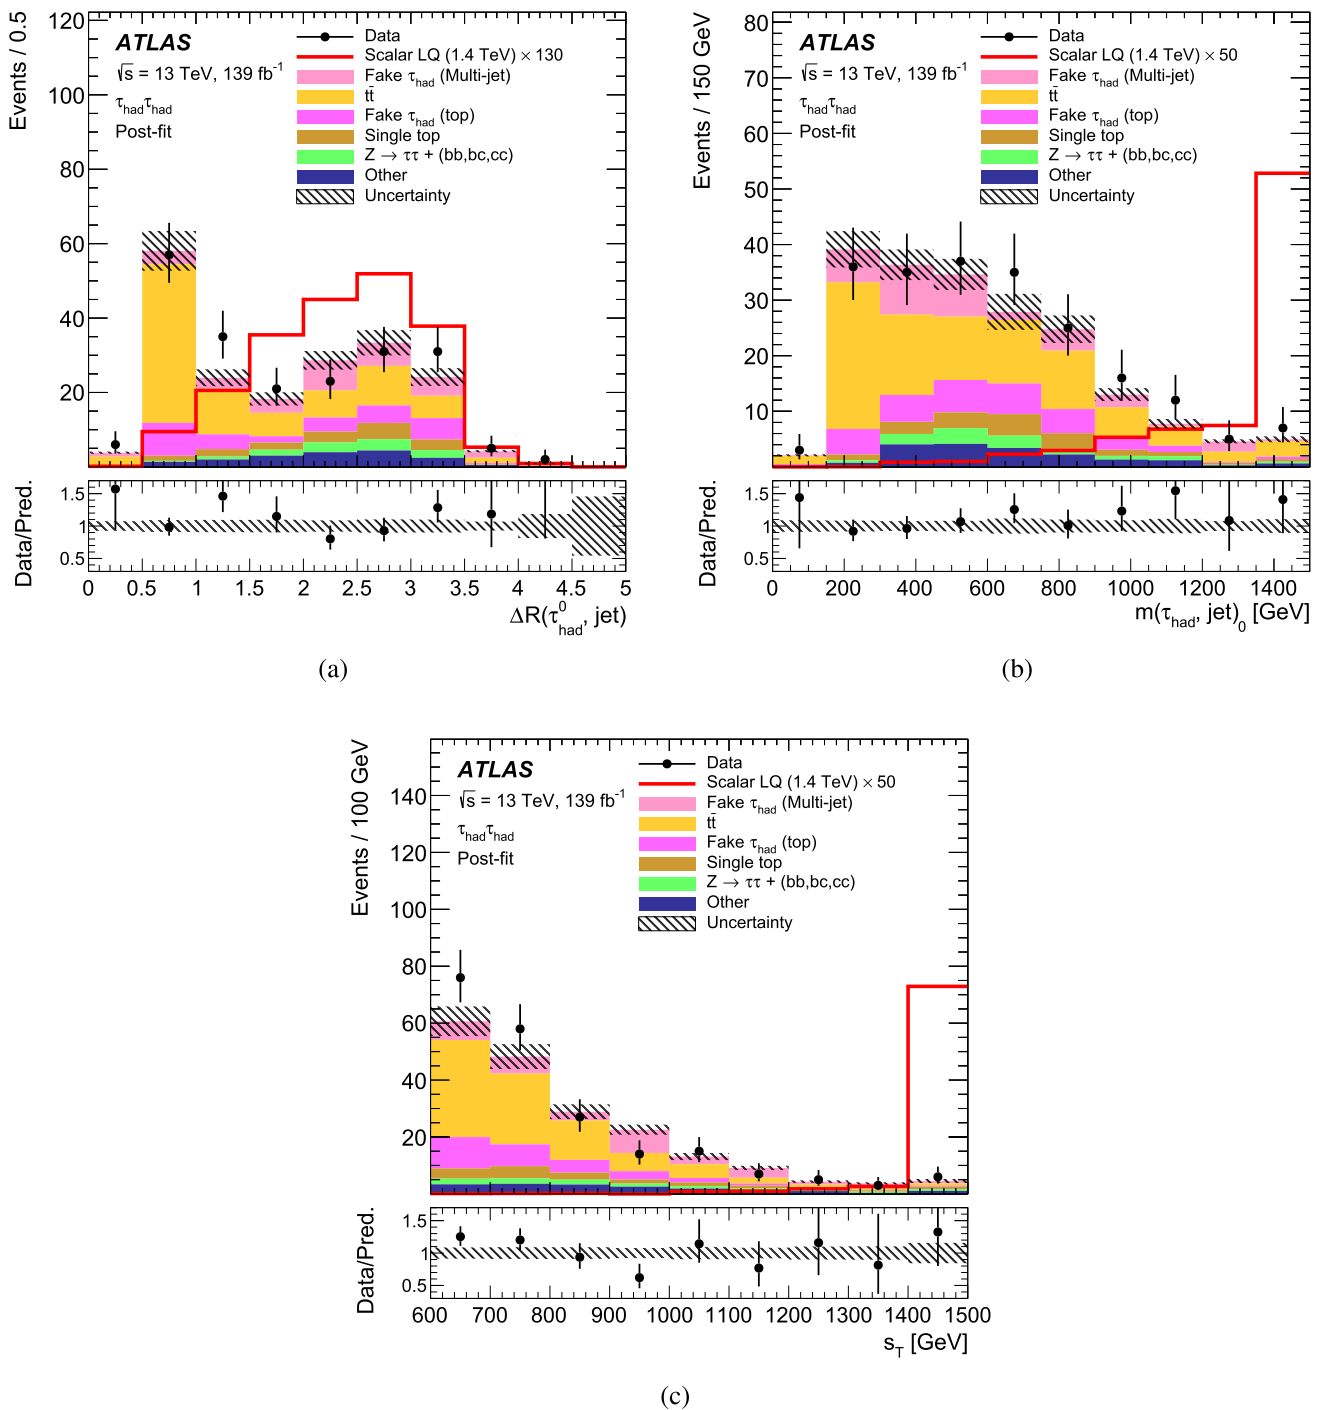 Events / 0.5
120
100
80
60
40
20
ATLAS
√s = 13 TeV, 139 fb⁻¹
τhadτhad
Post-fit
Data
Scalar LQ (1.4 TeV) × 130
Fake τhad (Multi-jet)
tt̄
Fake τhad (top)
Single top
Z → ττ + (bb,bc,cc)
Other
Uncertainty
Data/Pred.
1.5
1
0.5
0 0.5 1 1.5 2 2.5 3 3.5 4 4.5 5
ΔR(τ⁰had, jet)
(a)
Events / 150 GeV
80
70
60
50
40
30
20
10
ATLAS
√s = 13 TeV, 139 fb⁻¹
τhadτhad
Post-fit
Data
Scalar LQ (1.4 TeV) × 50
Fake τhad (Multi-jet)
tt̄
Fake τhad (top)
Single top
Z → ττ + (bb,bc,cc)
Other
Uncertainty
Data/Pred.
1.5
1
0.5
0 200 400 600 800 1000 1200 1400
m(τhad, jet)₀ [GeV]
(b)
Events / 100 GeV
140
120
100
80
60
40
20
ATLAS
√s = 13 TeV, 139 fb⁻¹
τhadτhad
Post-fit
Data
Scalar LQ (1.4 TeV) × 50
Fake τhad (Multi-jet)
tt̄
Fake τhad (top)
Single top
Z → ττ + (bb,bc,cc)
Other
Uncertainty
Data/Pred.
1.5
1
0.5
600 700 800 900 1000 1100 1200 1300 1400 1500
sT [GeV]
(c)